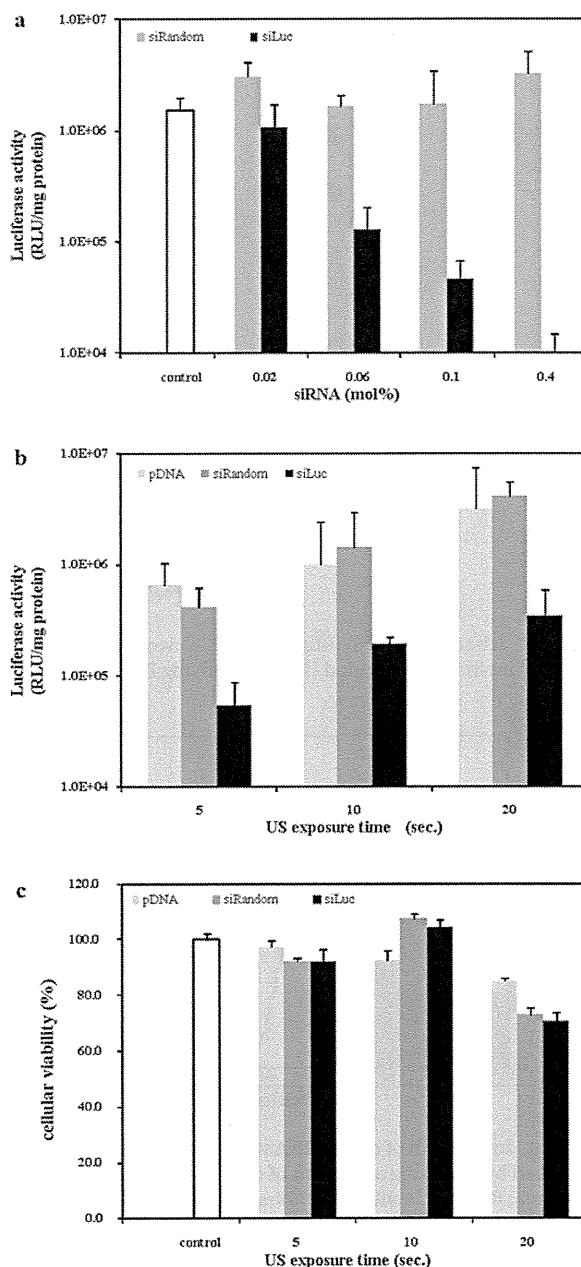 a
siRandom siLuc
1.0E+07
1.0E+06
1.0E+05
1.0E+04
Luciferase activity
(RLU/mg protein)
control 0.02 0.06 0.1 0.4
siRNA (mol%)
b
pDNA siRandom siLuc
1.0E+07
1.0E+06
1.0E+05
1.0E+04
Luciferase activity
(RLU/mg protein)
5 10 20
US exposure time (sec.)
c
pDNA siRandom siLuc
120.0
100.0
80.0
60.0
40.0
20.0
0.0
cellular viability (%)
control 5 10 20
US exposure time (sec.)